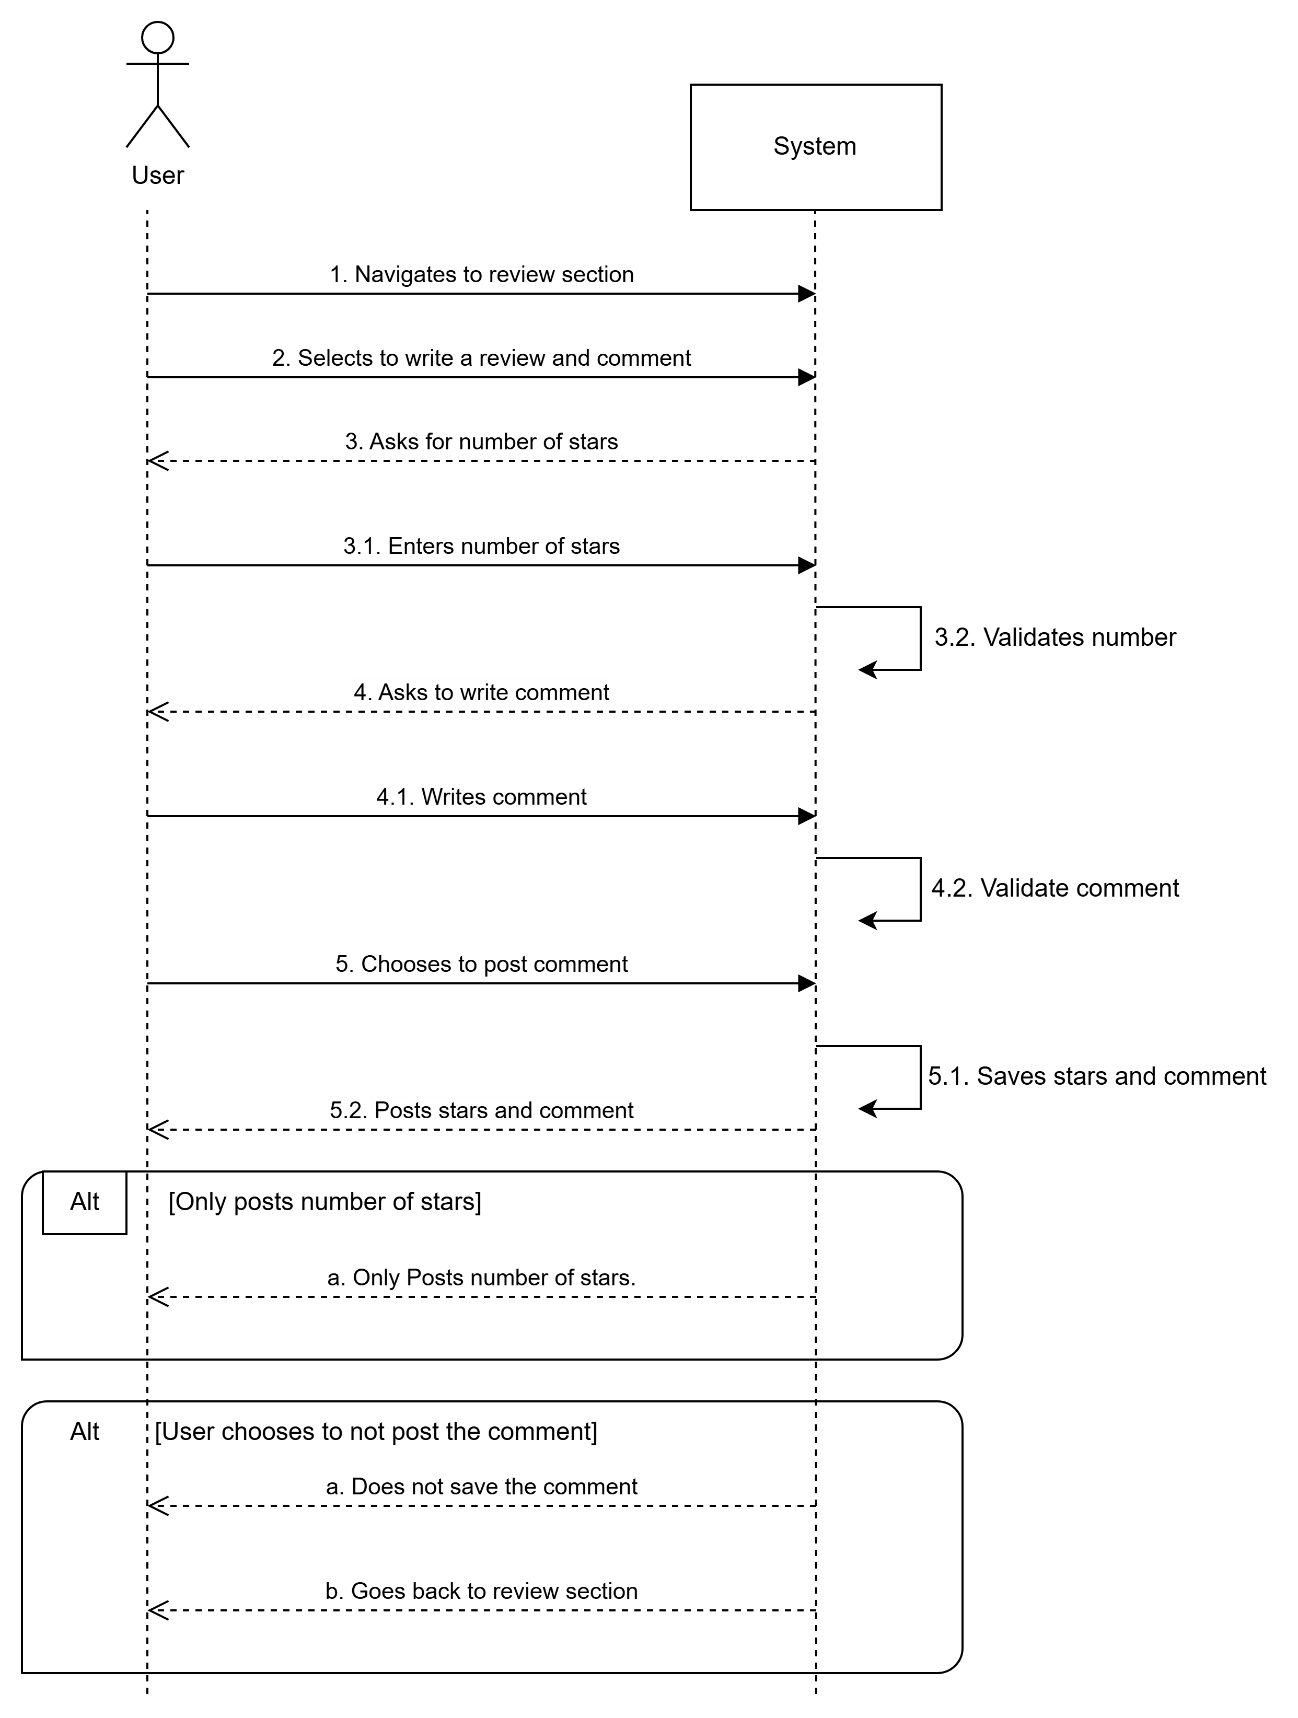 User
System
1. Navigates to review section
2. Selects to write a review and comment
3. Asks for number of stars
3.1. Enters number of stars
3.2. Validates number
4. Asks to write comment
4.1. Writes comment
4.2. Validate comment
5. Chooses to post comment
5.1. Saves stars and comment
5.2. Posts stars and comment
Alt [Only posts number of stars]
a. Only Posts number of stars.
Alt [User chooses to not post the comment]
a. Does not save the comment
b. Goes back to review section